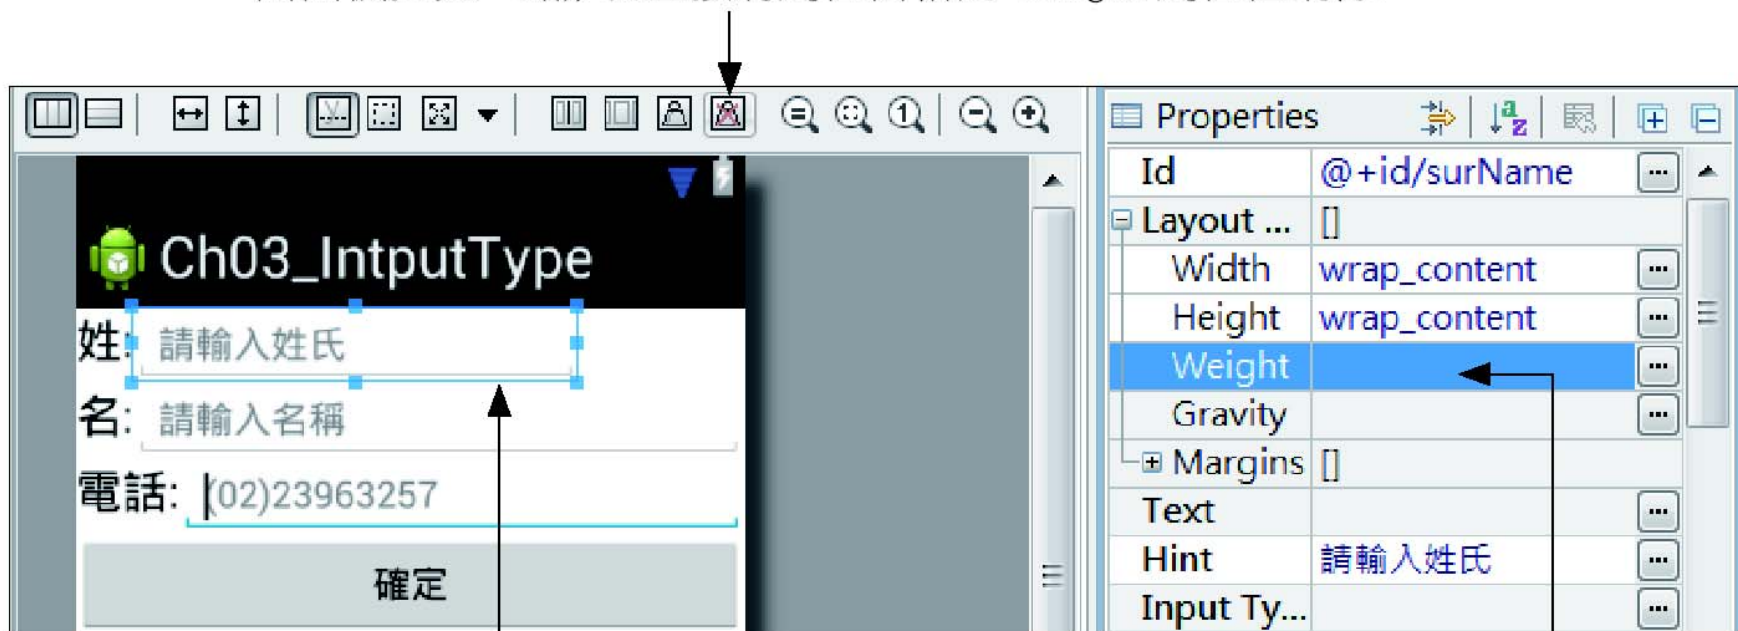 Properties
Id @+id/surName
Layout ... []
Width wrap_content
Height wrap_content
Weight
Gravity
Margins []
Text
Hint 請輸入姓氏
Input Ty...
Ch03_IntputType
姓: 請輸入姓氏
名: 請輸入名稱
電話: (02)23963257
確定